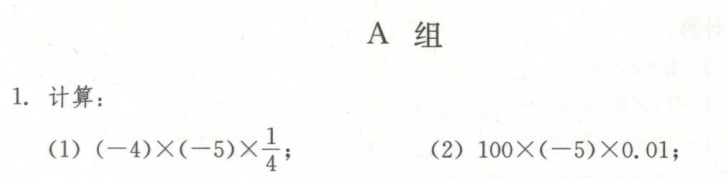 A 组
1. 计算：
(1) (-4)×(-5)×1/4； (2) 100×(-5)×0.01；